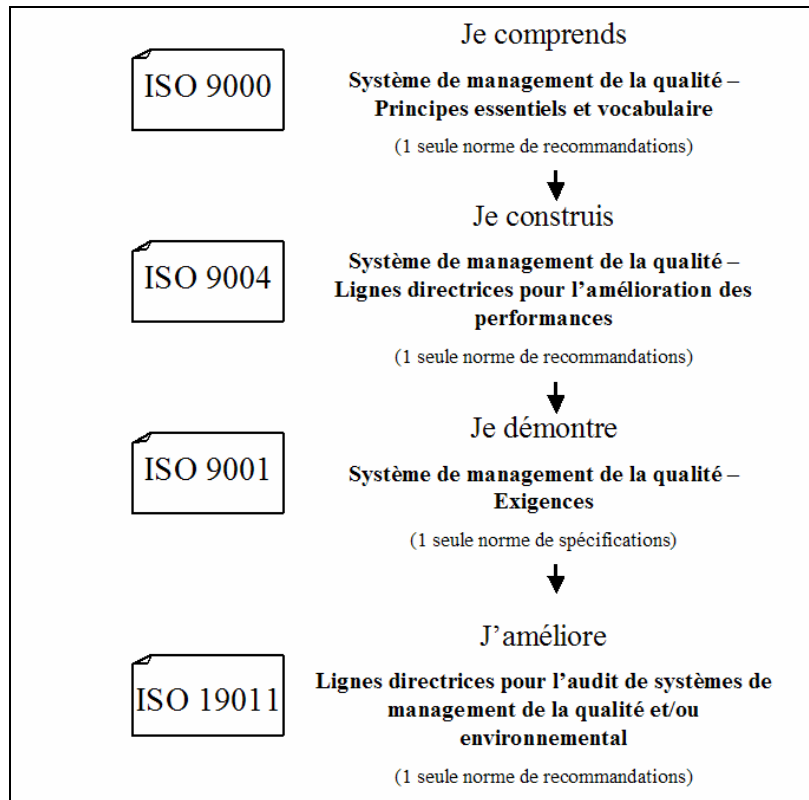 Je comprends
ISO 9000
Système de management de la qualité –
Principes essentiels et vocabulaire
(1 seule norme de recommandations)
Je construis
ISO 9004
Système de management de la qualité –
Lignes directrices pour l’amélioration des
performances
(1 seule norme de recommandations)
Je démontre
ISO 9001
Système de management de la qualité –
Exigences
(1 seule norme de spécifications)
J’améliore
ISO 19011
Lignes directrices pour l’audit de systèmes de
management de la qualité et/ou
environnemental
(1 seule norme de recommandations)